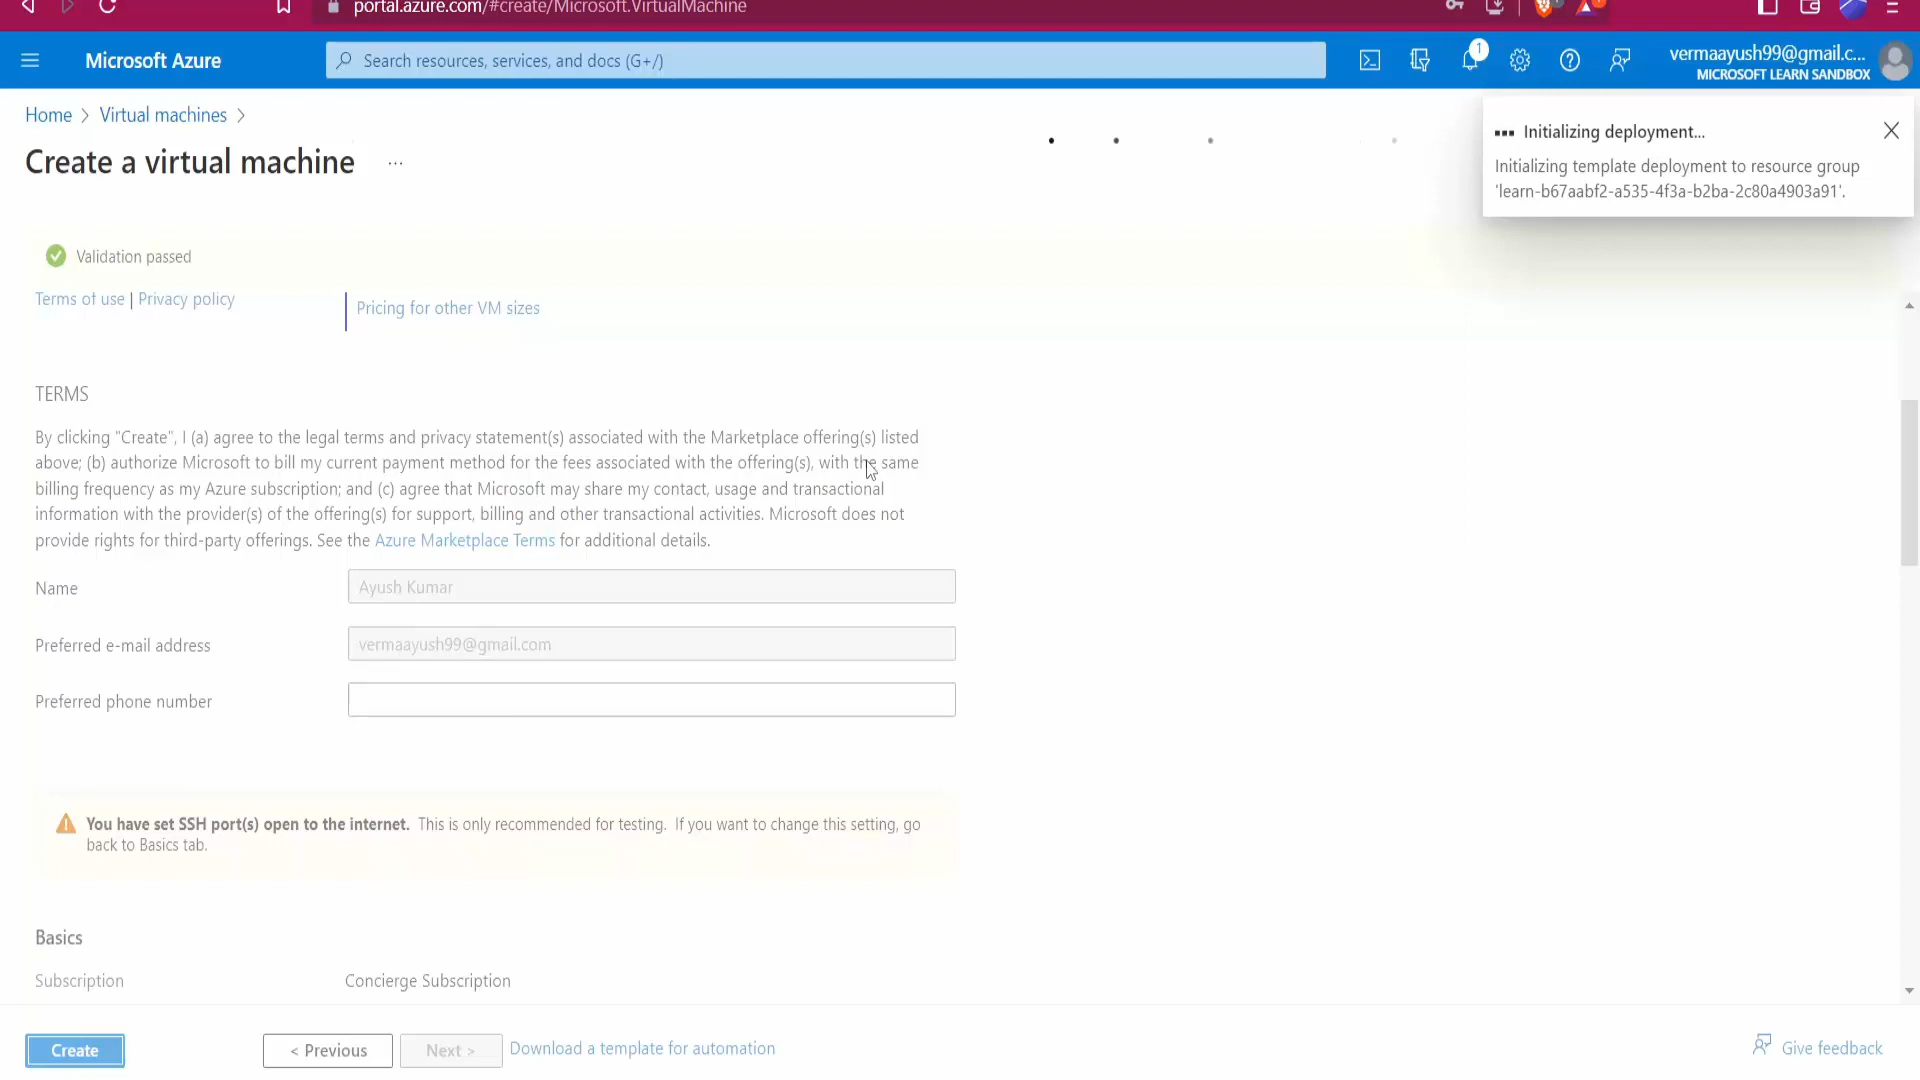 portal.azure.com/#create/Microsoft.VirtualMachine
Microsoft Azure
Search resources, services, and docs (G+/)
1
vermaayush99@gmail.c...
MICROSOFT LEARN SANDBOX
Home > Virtual machines >
Create a virtual machine ...
Initializing deployment...
Initializing template deployment to resource group
'learn-b67aabf2-a535-4f3a-b2ba-2c80a4903a91'.
Validation passed
Terms of use | Privacy policy
Pricing for other VM sizes
TERMS
By clicking "Create", I (a) agree to the legal terms and privacy statement(s) associated with the Marketplace offering(s) listed
above; (b) authorize Microsoft to bill my current payment method for the fees associated with the offering(s), with the same
billing frequency as my Azure subscription; and (c) agree that Microsoft may share my contact, usage and transactional
information with the provider(s) of the offering(s) for support, billing and other transactional activities. Microsoft does not
provide rights for third-party offerings. See the Azure Marketplace Terms for additional details.
Name
Ayush Kumar
Preferred e-mail address
vermaayush99@gmail.com
Preferred phone number
You have set SSH port(s) open to the internet. This is only recommended for testing. If you want to change this setting, go
back to Basics tab.
Basics
Subscription
Concierge Subscription
Create
< Previous
Next >
Download a template for automation
Give feedback